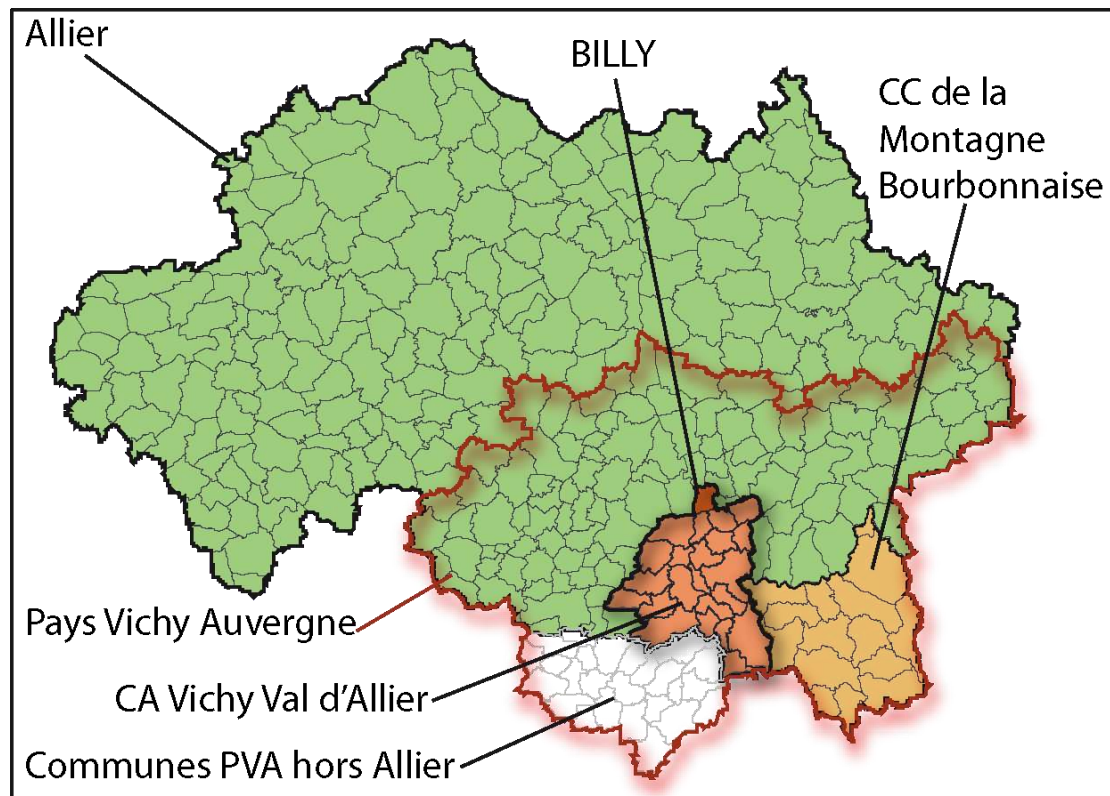 Allier
BILLY
CC de la
Montagne
Bourbonnaise
Pays Vichy Auvergne
CA Vichy Val d'Allier
Communes PVA hors Allier